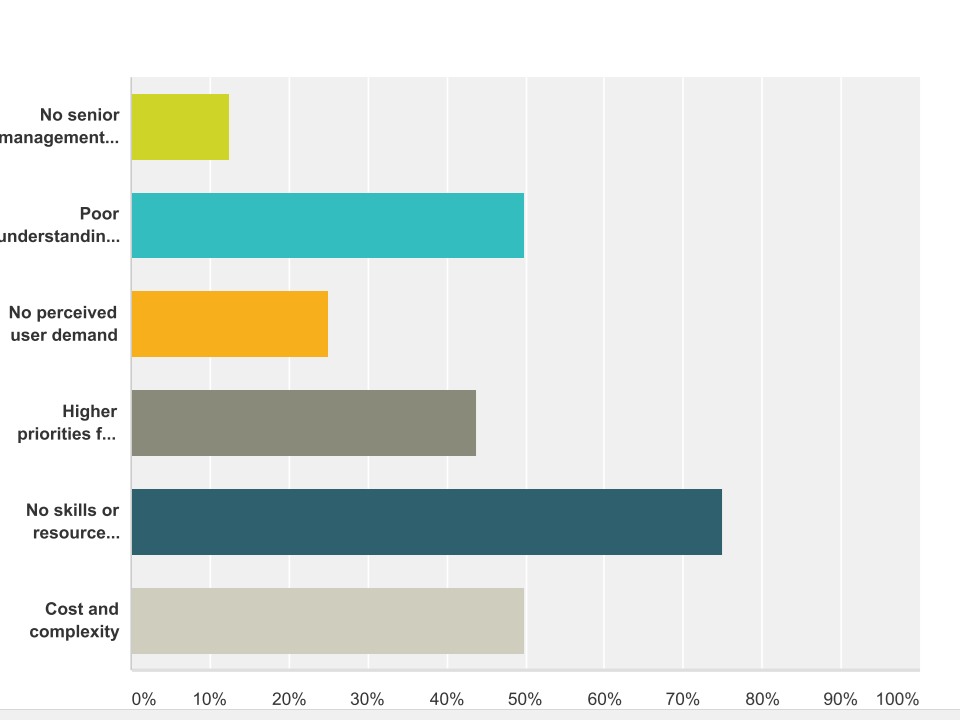 No senior
management...
Poor
understandin...
No perceived
user demand
Higher
priorities f...
No skills or
resource...
Cost and
complexity
0% 10% 20% 30% 40% 50% 60% 70% 80% 90% 100%